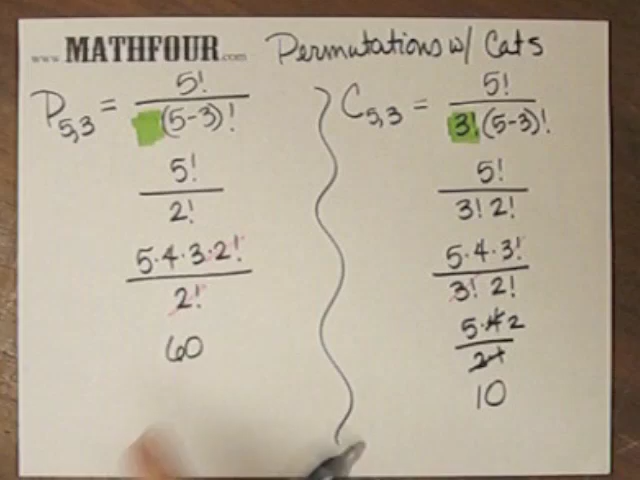 www.MATHFOUR.com Permutations w/ Cats
P5,3 = 5! / (5-3)!
5! / 2!
5·4·3·2! / 2!
60
C5,3 = 5! / 3!(5-3)!
5! / 3! 2!
5·4·3! / 3! 2!
5·4 2 / 2·1
10